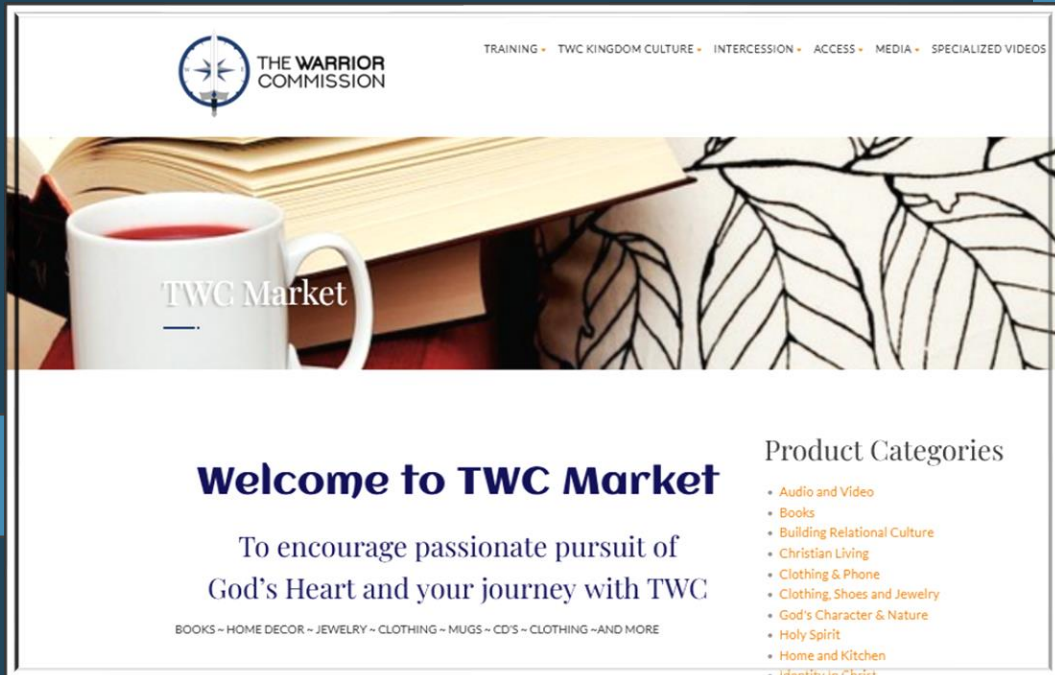 THE WARRIOR
COMMISSION
TRAINING TWC KINGDOM CULTURE INTERCESSION ACCESS MEDIA SPECIALIZED VIDEOS
TWC Market
Welcome to TWC Market
To encourage passionate pursuit of
God's Heart and your journey with TWC
BOOKS ~ HOME DECOR ~ JEWELRY ~ CLOTHING ~ MUGS ~ CD'S ~ CLOTHING ~AND MORE
Product Categories
Audio and Video
Books
Building Relational Culture
Christian Living
Clothing & Phone
Clothing, Shoes and Jewelry
God's Character & Nature
Holy Spirit
Home and Kitchen
Identity In Christ